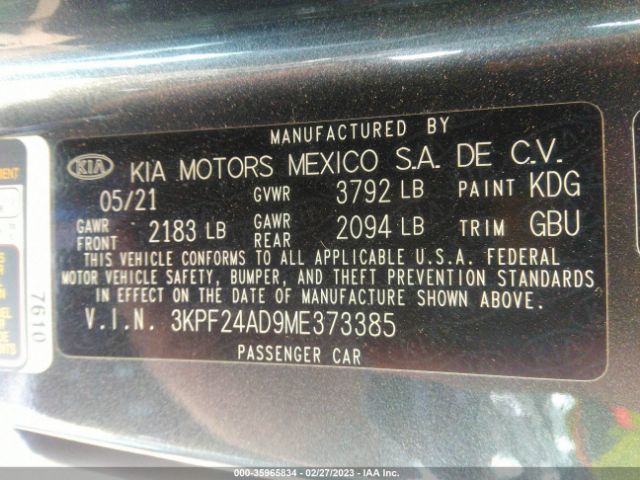 MANUFACTURED BY
KIA KIA MOTORS MEXICO S.A. DE C.V.
05/21 GVWR 3792 LB PAINT KDG
GAWR FRONT 2183 LB GAWR REAR 2094 LB TRIM GBU
THIS VEHICLE CONFORMS TO ALL APPLICABLE U.S.A. FEDERAL
MOTOR VEHICLE SAFETY, BUMPER, AND THEFT PREVENTION STANDARDS
IN EFFECT ON THE DATE OF MANUFACTURE SHOWN ABOVE.
V.I.N. 3KPF24AD9ME373385
PASSENGER CAR
7610
000-35965834 - 02/27/2023 - IAA Inc.